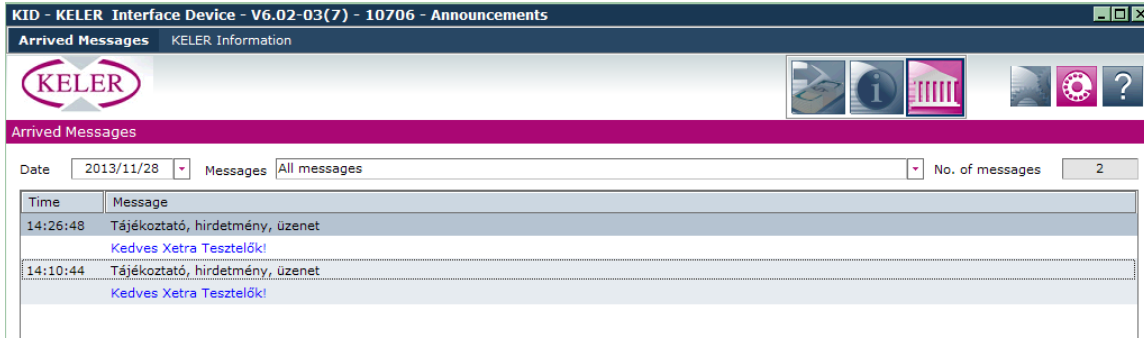 KID - KELER Interface Device - V6.02-03(7) - 10706 - Announcements
Arrived Messages KELER Information
KELER
Arrived Messages
Date 2013/11/28 Messages All messages No. of messages 2
Time Message
14:26:48 Tájékoztató, hirdetmény, üzenet
Kedves Xetra Tesztelők!
14:10:44 Tájékoztató, hirdetmény, üzenet
Kedves Xetra Tesztelők!